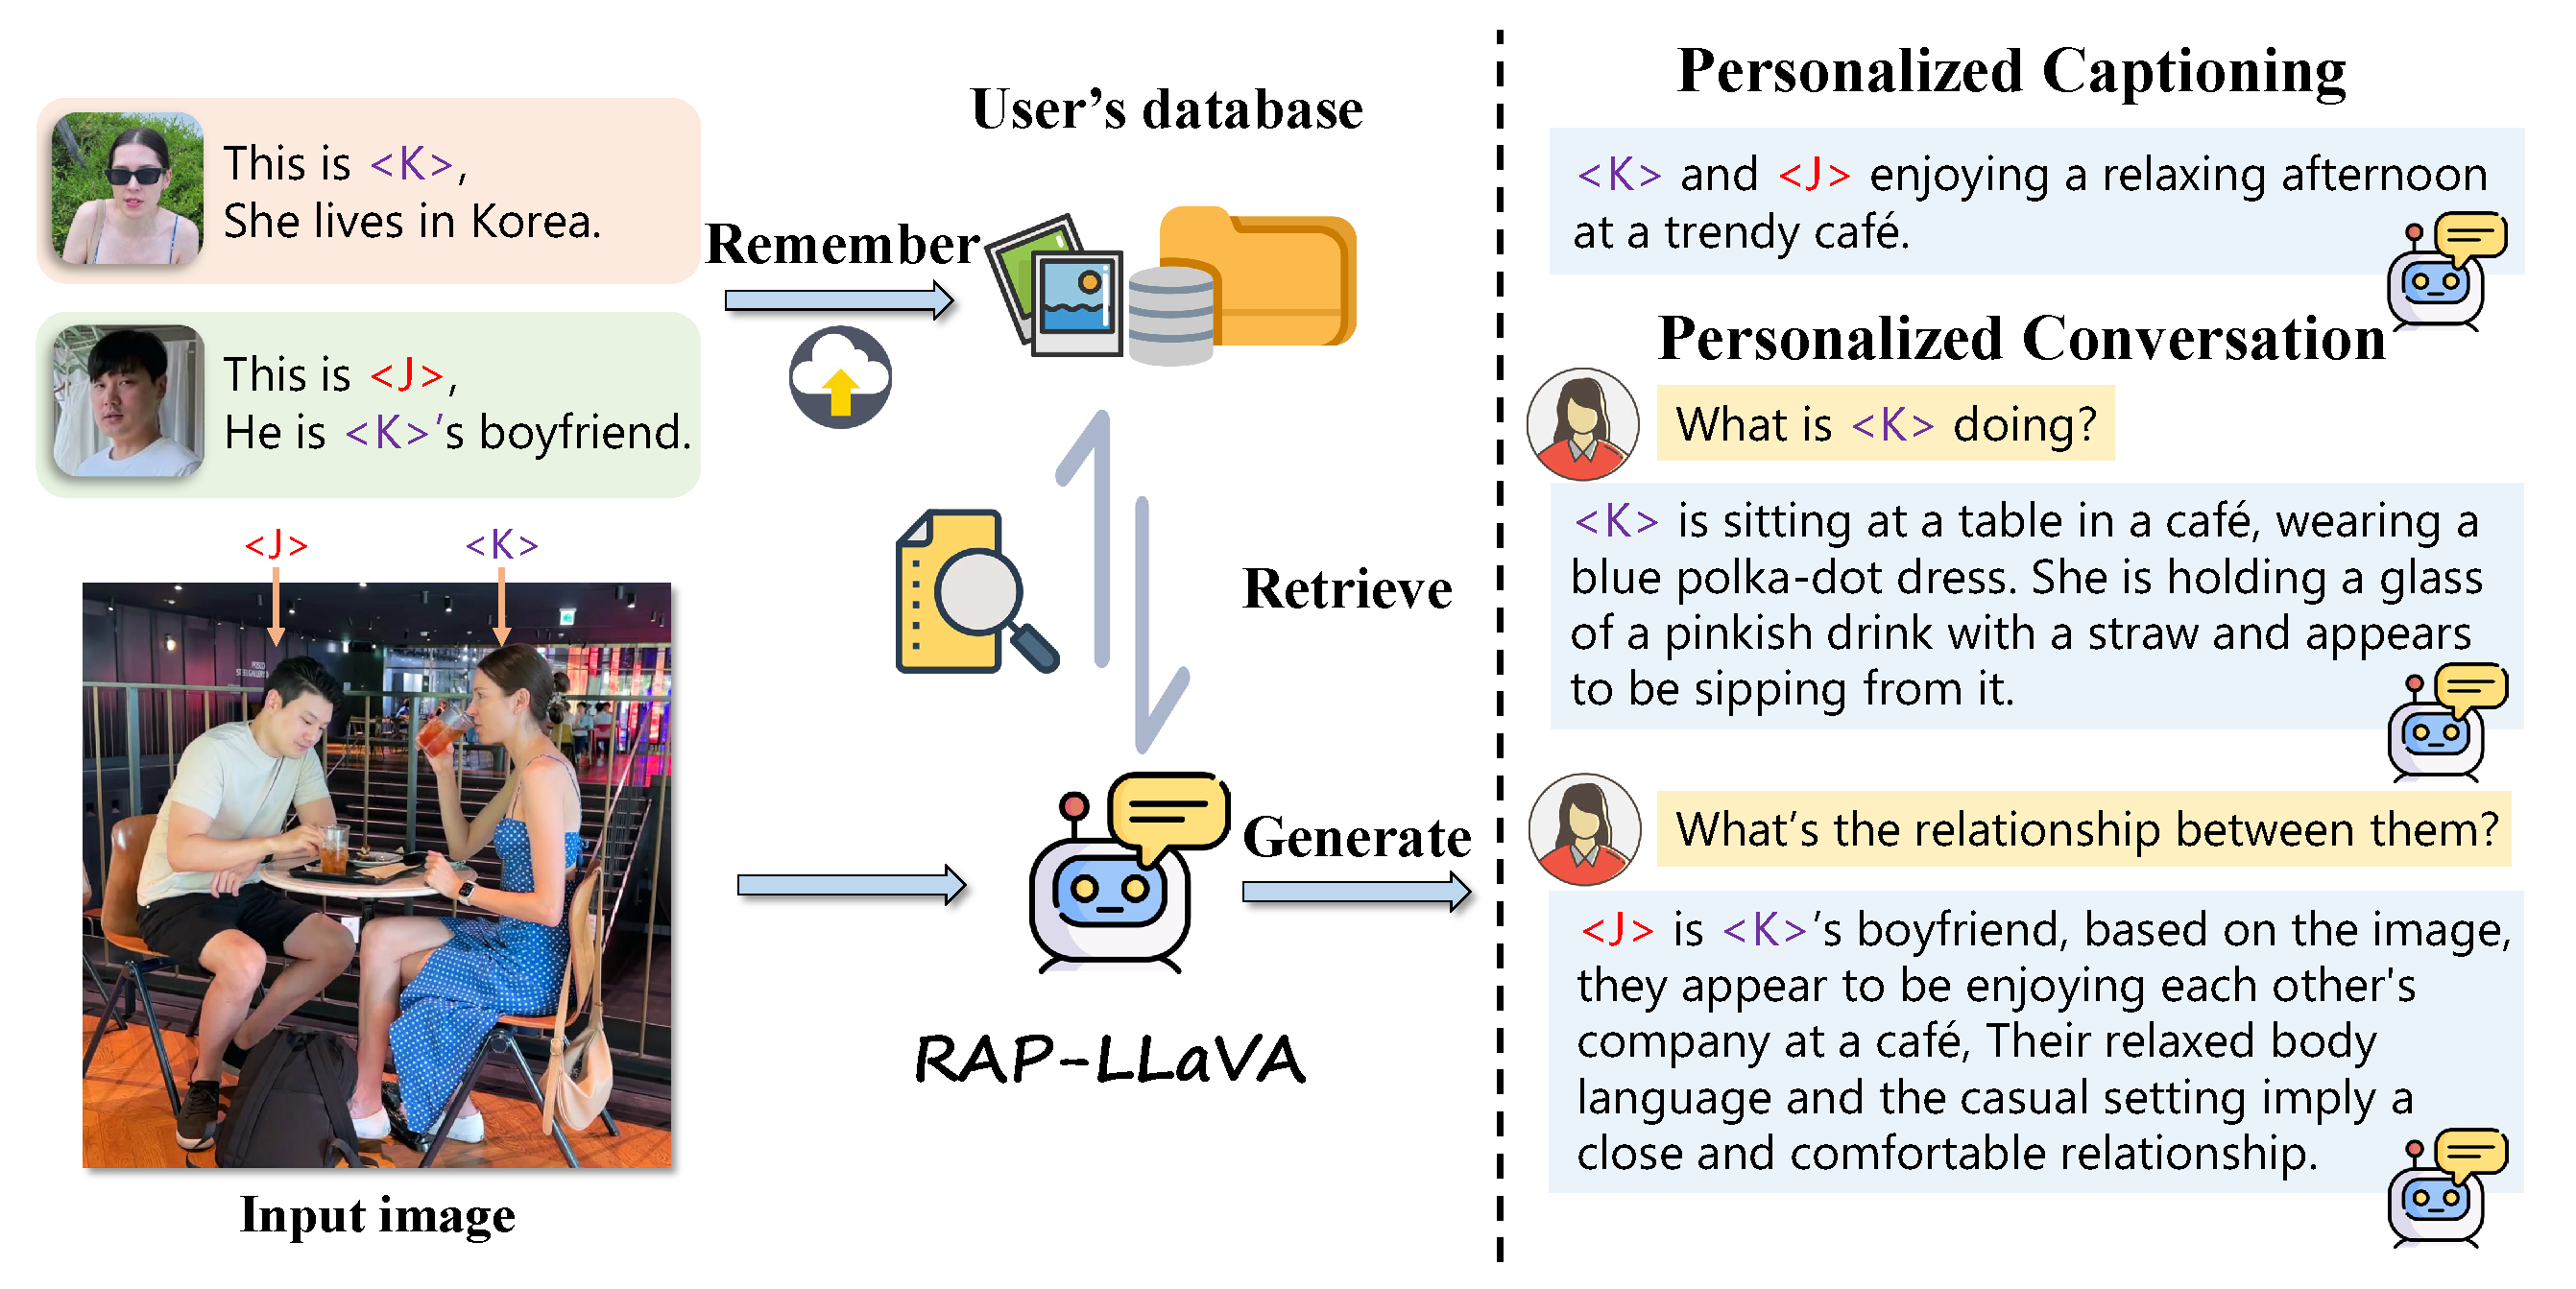 This is <K>,
She lives in Korea.
This is <J>,
He is <K>'s boyfriend.
<J>
<K>
Input image
Remember
User’s database
Retrieve
RAP-LLaVA
Generate
Personalized Captioning
<K> and <J> enjoying a relaxing afternoon
at a trendy café.
Personalized Conversation
What is <K> doing?
<K> is sitting at a table in a café, wearing a
blue polka-dot dress. She is holding a glass
of a pinkish drink with a straw and appears
to be sipping from it.
What’s the relationship between them?
<J> is <K>’s boyfriend, based on the image,
they appear to be enjoying each other's
company at a café, Their relaxed body
language and the casual setting imply a
close and comfortable relationship.